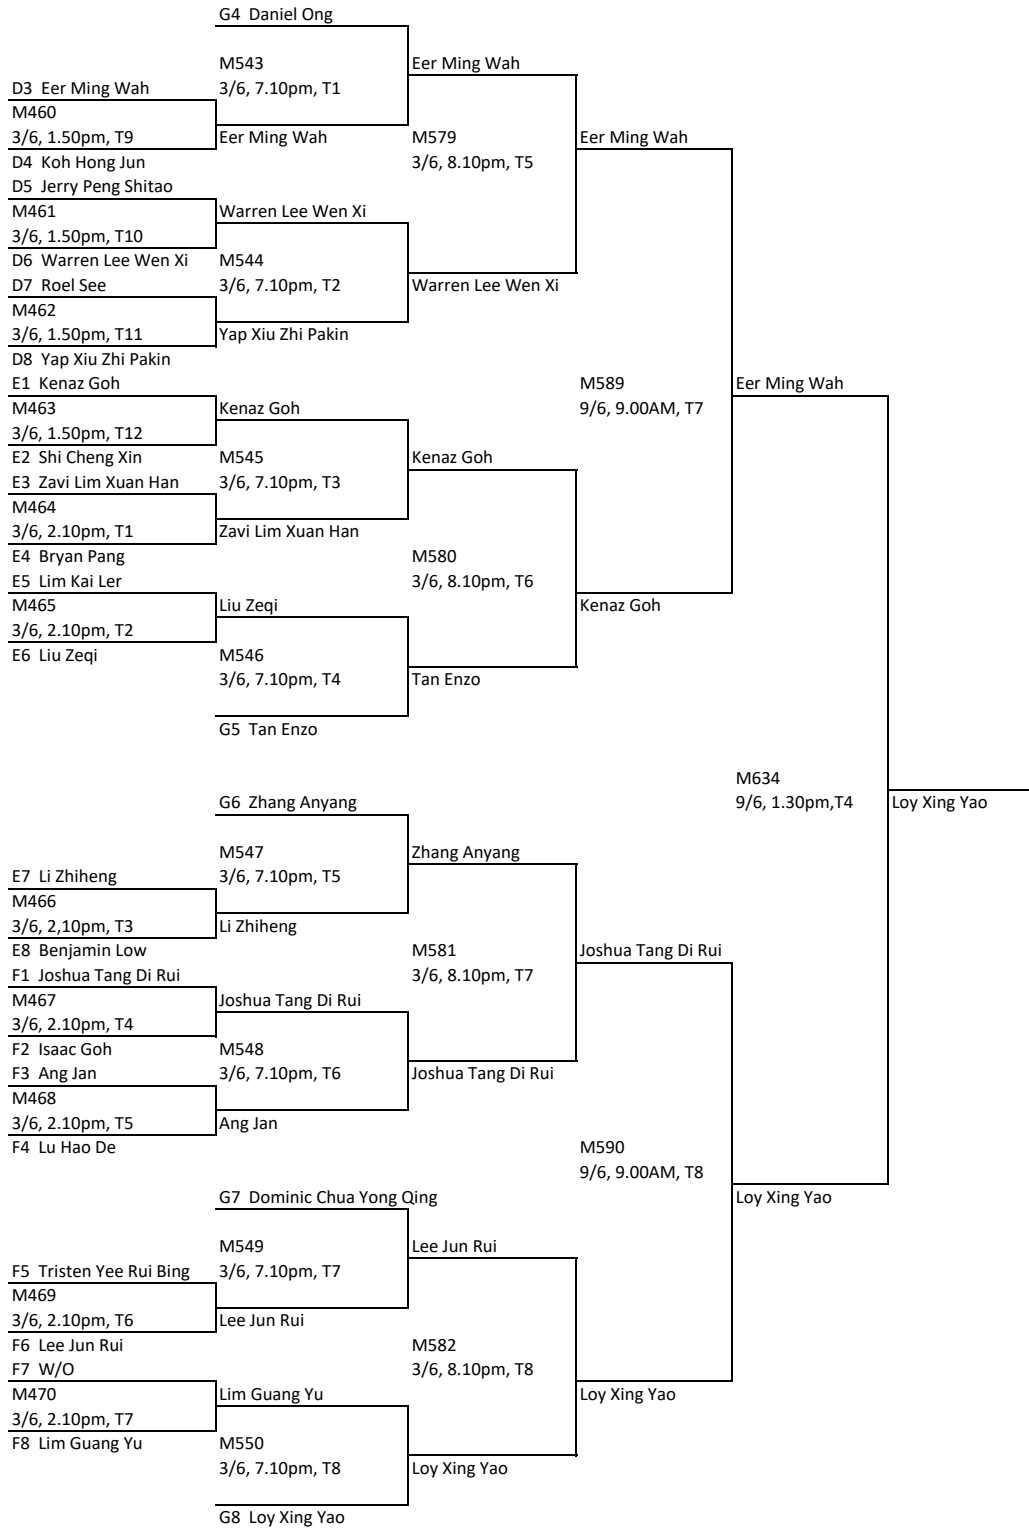 G4 Daniel Ong
M543
Eer Ming Wah
D3 Eer Ming Wah
3/6, 7.10pm, T1
M460
3/6, 1.50pm, T9
Eer Ming Wah
M579
Eer Ming Wah
D4 Koh Hong Jun
3/6, 8.10pm, T5
D5 Jerry Peng Shitao
M461
Warren Lee Wen Xi
3/6, 1.50pm, T10
D6 Warren Lee Wen Xi
M544
D7 Roel See
3/6, 7.10pm, T2
Warren Lee Wen Xi
M462
3/6, 1.50pm, T11
Yap Xiu Zhi Pakin
D8 Yap Xiu Zhi Pakin
E1 Kenaz Goh
M589
Eer Ming Wah
M463
Kenaz Goh
9/6, 9.00AM, T7
3/6, 1.50pm, T12
E2 Shi Cheng Xin
M545
Kenaz Goh
E3 Zavi Lim Xuan Han
3/6, 7.10pm, T3
M464
3/6, 2.10pm, T1
Zavi Lim Xuan Han
E4 Bryan Pang
M580
E5 Lim Kai Ler
3/6, 8.10pm, T6
M465
Liu Zeqi
Kenaz Goh
3/6, 2.10pm, T2
E6 Liu Zeqi
M546
3/6, 7.10pm, T4
Tan Enzo
G5 Tan Enzo
M634
G6 Zhang Anyang
9/6, 1.30pm,T4
Loy Xing Yao
M547
Zhang Anyang
E7 Li Zhiheng
3/6, 7.10pm, T5
M466
3/6, 2,10pm, T3
Li Zhiheng
E8 Benjamin Low
M581
Joshua Tang Di Rui
F1 Joshua Tang Di Rui
3/6, 8.10pm, T7
M467
Joshua Tang Di Rui
3/6, 2.10pm, T4
F2 Isaac Goh
M548
F3 Ang Jan
3/6, 7.10pm, T6
Joshua Tang Di Rui
M468
3/6, 2.10pm, T5
Ang Jan
F4 Lu Hao De
M590
9/6, 9.00AM, T8
G7 Dominic Chua Yong Qing
Loy Xing Yao
M549
Lee Jun Rui
F5 Tristen Yee Rui Bing
3/6, 7.10pm, T7
M469
3/6, 2.10pm, T6
Lee Jun Rui
F6 Lee Jun Rui
M582
F7 W/O
3/6, 8.10pm, T8
M470
Lim Guang Yu
Loy Xing Yao
3/6, 2.10pm, T7
F8 Lim Guang Yu
M550
3/6, 7.10pm, T8
Loy Xing Yao
G8 Loy Xing Yao